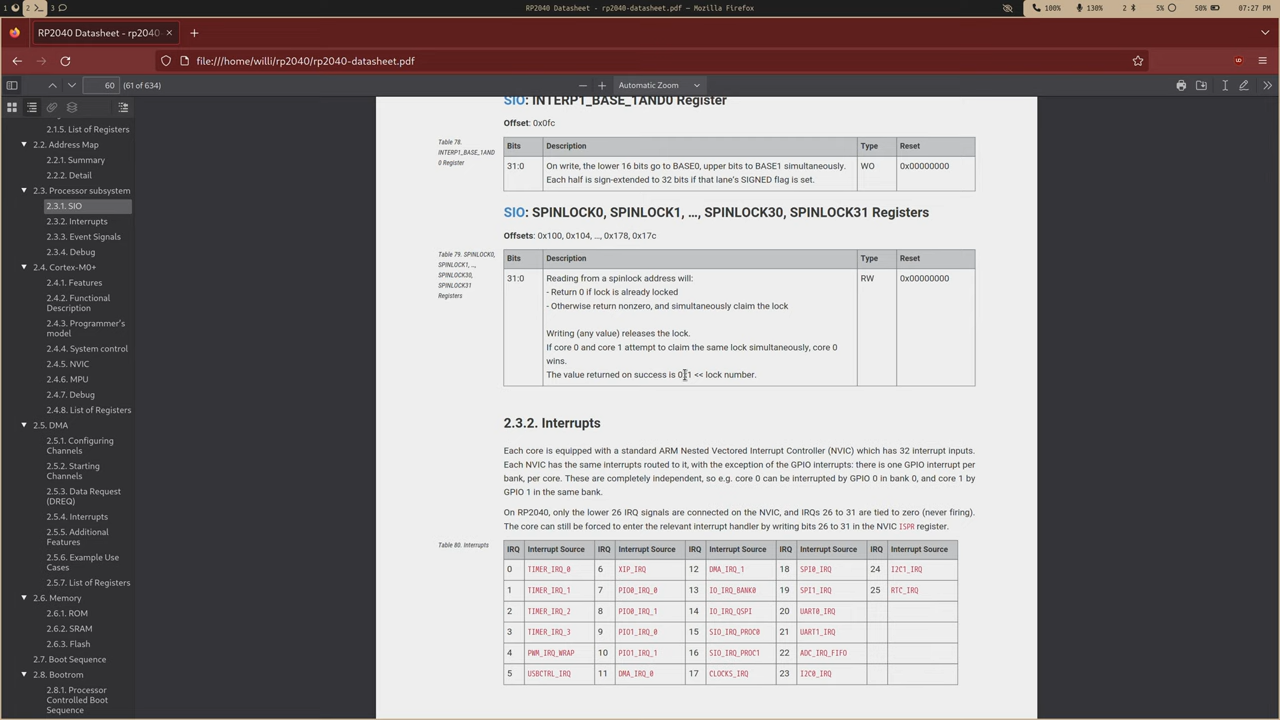 1 2 3
RP2040 Datasheet - rp2040-datasheet.pdf — Mozilla Firefox
100% 130% 2 5% 50% 07:27 PM
RP2040 Datasheet - rp2040-
file:///home/willi/rp2040/rp2040-datasheet.pdf
60 (61 of 634)
Automatic Zoom
2.1.5. List of Registers
2.2. Address Map
2.2.1. Summary
2.2.2. Detail
2.3. Processor subsystem
2.3.1. SIO
2.3.2. Interrupts
2.3.3. Event Signals
2.3.4. Debug
2.4. Cortex-M0+
2.4.1. Features
2.4.2. Functional
Description
2.4.3. Programmer's
model
2.4.4. System control
2.4.5. NVIC
2.4.6. MPU
2.4.7. Debug
2.4.8. List of Registers
2.5. DMA
2.5.1. Configuring
Channels
2.5.2. Starting
Channels
2.5.3. Data Request
(DREQ)
2.5.4. Interrupts
2.5.5. Additional
Features
2.5.6. Example Use
Cases
2.5.7. List of Registers
2.6. Memory
2.6.1. ROM
2.6.2. SRAM
2.6.3. Flash
2.7. Boot Sequence
2.8. Bootrom
2.8.1. Processor
Controlled Boot
Sequence
SIO: INTERP1_BASE_1AND0 Register
Offset: 0x0fc
Table 78.
INTERP1_BASE_1AND
0 Register
Bits Description Type Reset
31:0 On write, the lower 16 bits go to BASE0, upper bits to BASE1 simultaneously. WO 0x00000000
Each half is sign-extended to 32 bits if that lane's SIGNED flag is set.
SIO: SPINLOCK0, SPINLOCK1, …, SPINLOCK30, SPINLOCK31 Registers
Offsets: 0x100, 0x104, …, 0x178, 0x17c
Table 79. SPINLOCK0,
SPINLOCK1, …,
SPINLOCK30,
SPINLOCK31
Registers
Bits Description Type Reset
31:0 Reading from a spinlock address will: RW 0x00000000
- Return 0 if lock is already locked
- Otherwise return nonzero, and simultaneously claim the lock
Writing (any value) releases the lock.
If core 0 and core 1 attempt to claim the same lock simultaneously, core 0
wins.
The value returned on success is 0x1 << lock number.
2.3.2. Interrupts
Each core is equipped with a standard ARM Nested Vectored Interrupt Controller (NVIC) which has 32 interrupt inputs.
Each NVIC has the same interrupts routed to it, with the exception of the GPIO interrupts: there is one GPIO interrupt per
bank, per core. These are completely independent, so e.g. core 0 can be interrupted by GPIO 0 in bank 0, and core 1 by
GPIO 1 in the same bank.
On RP2040, only the lower 26 IRQ signals are connected on the NVIC, and IRQs 26 to 31 are tied to zero (never firing).
The core can still be forced to enter the relevant interrupt handler by writing bits 26 to 31 in the NVIC ISPR register.
Table 80. Interrupts
IRQ Interrupt Source IRQ Interrupt Source IRQ Interrupt Source IRQ Interrupt Source IRQ Interrupt Source
0 TIMER_IRQ_0 6 XIP_IRQ 12 DMA_IRQ_1 18 SPI0_IRQ 24 I2C1_IRQ
1 TIMER_IRQ_1 7 PIO0_IRQ_0 13 IO_IRQ_BANK0 19 SPI1_IRQ 25 RTC_IRQ
2 TIMER_IRQ_2 8 PIO0_IRQ_1 14 IO_IRQ_QSPI 20 UART0_IRQ
3 TIMER_IRQ_3 9 PIO1_IRQ_0 15 SIO_IRQ_PROC0 21 UART1_IRQ
4 PWM_IRQ_WRAP 10 PIO1_IRQ_1 16 SIO_IRQ_PROC1 22 ADC_IRQ_FIFO
5 USBCTRL_IRQ 11 DMA_IRQ_0 17 CLOCKS_IRQ 23 I2C0_IRQ